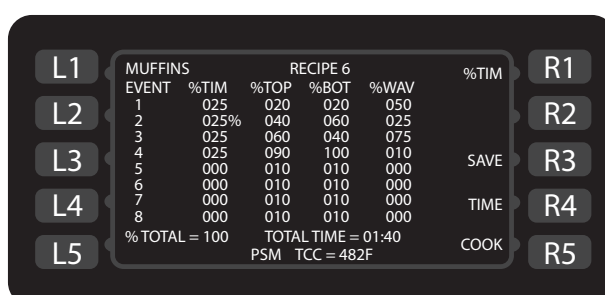 L1 MUFFINS RECIPE 6 %TIM R1
EVENT %TIM %TOP %BOT %WAV
1 025 020 020 050
L2 2 025% 040 060 025 R2
3 025 060 040 075
L3 4 025 090 100 010 SAVE R3
5 000 010 010 000
6 000 010 010 000
L4 7 000 010 010 000 TIME R4
8 000 010 010 000
% TOTAL = 100 TOTAL TIME = 01:40
L5 PSM TCC = 482F COOK R5